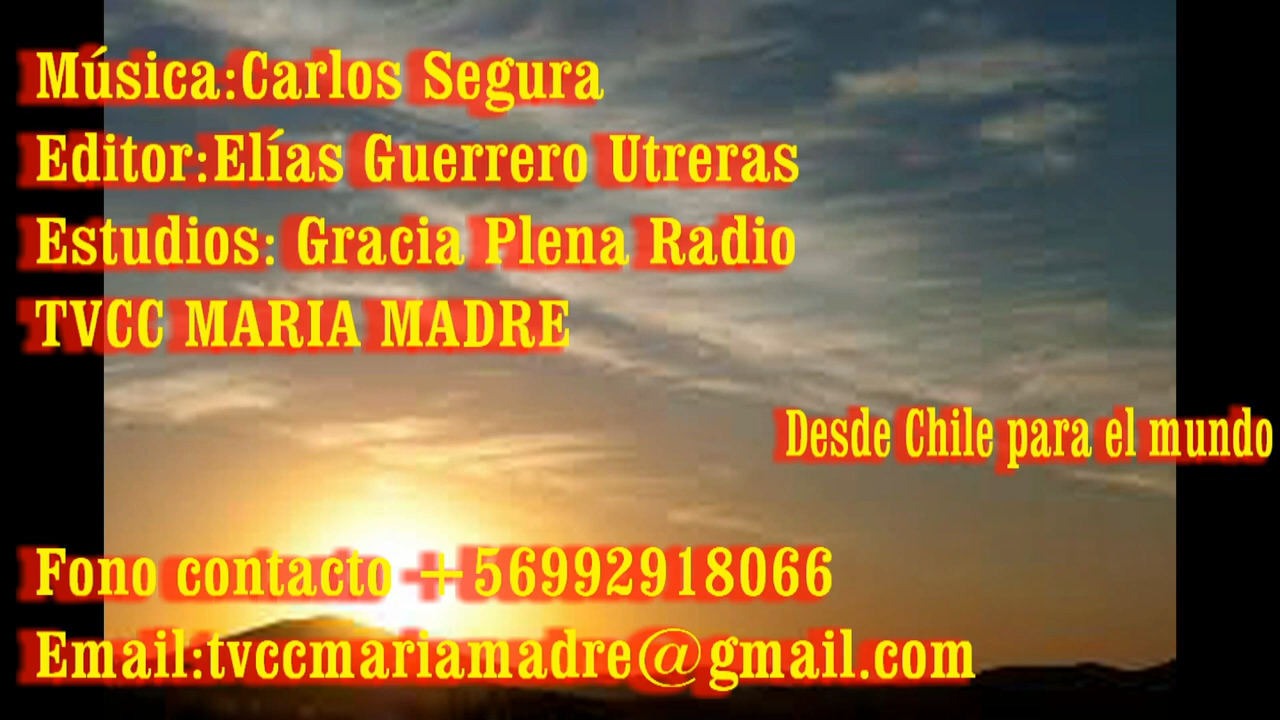 Música:Carlos Segura
Editor:Elías Guerrero Utreras
Estudios: Gracia Plena Radio
TVCC MARIA MADRE
Desde Chile para el mundo
Fono contacto +56992918066
Email:tvccmariamadre@gmail.com